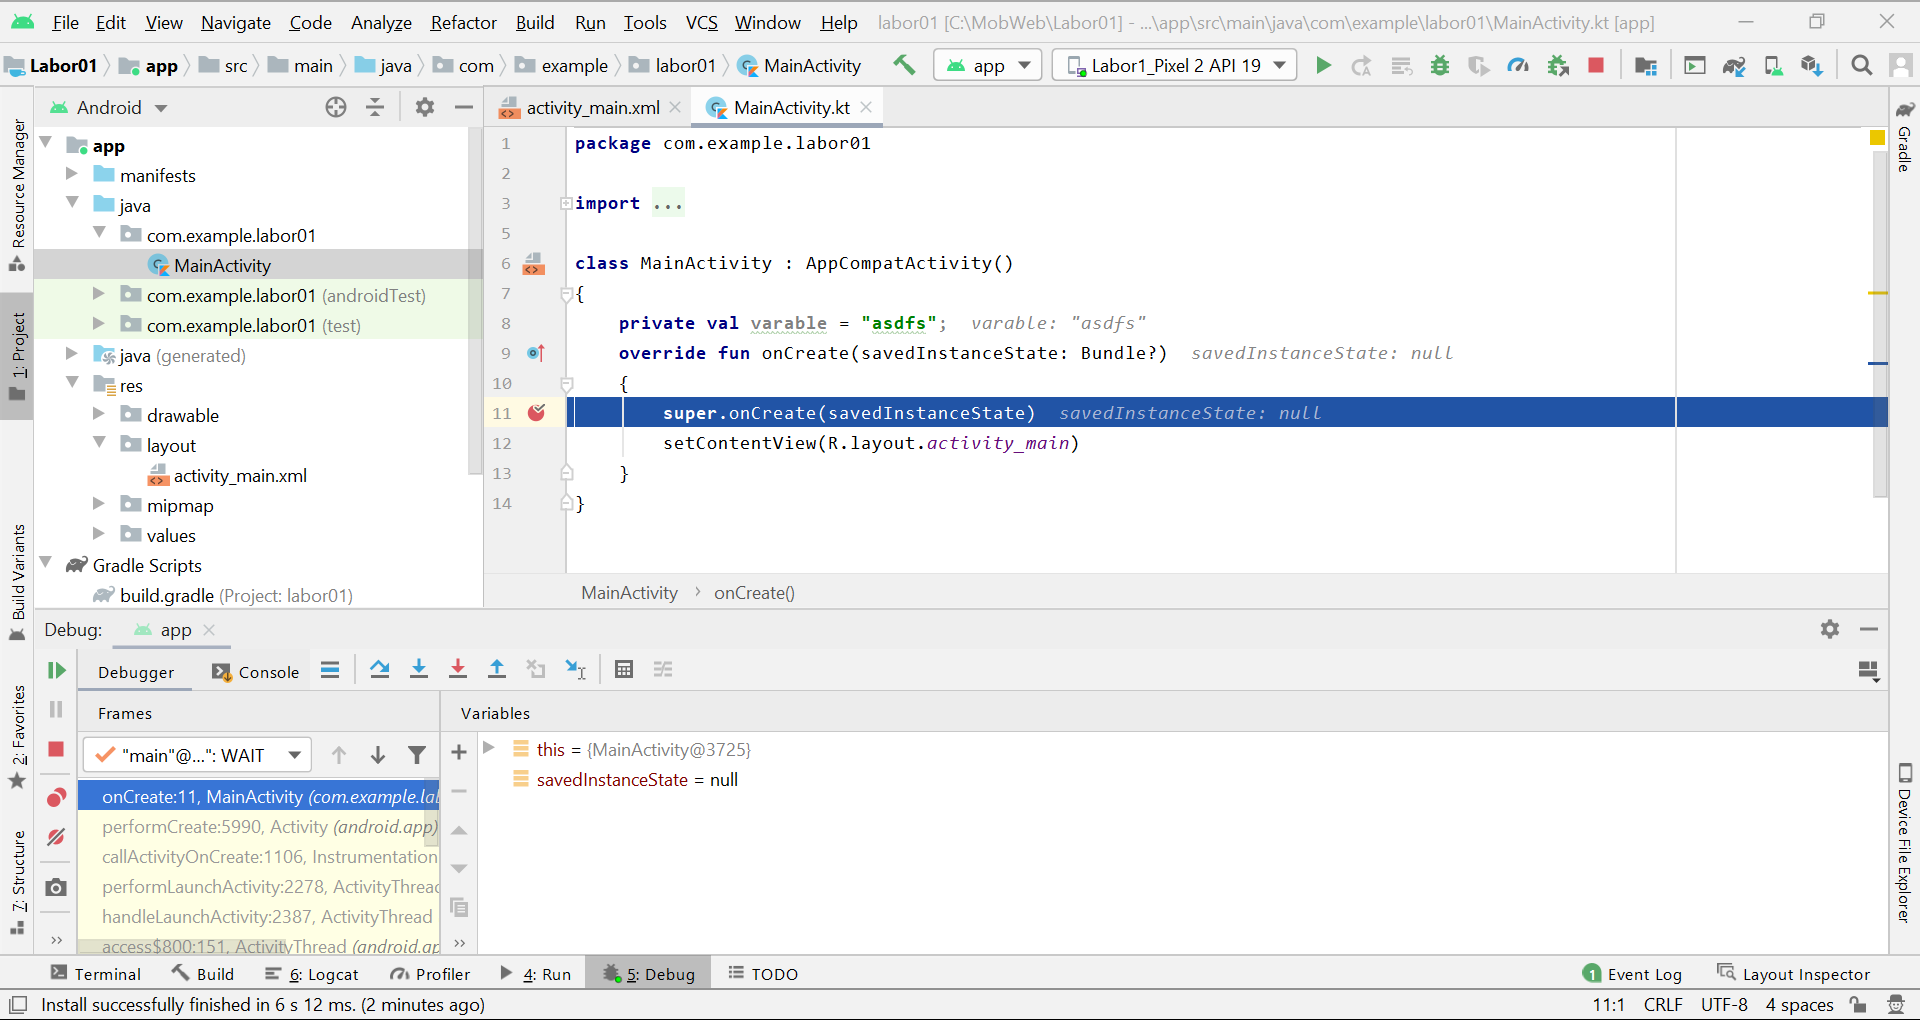 File Edit View Navigate Code Analyze Refactor Build Run Tools VCS Window Help labor01 [C:\MobWeb\Labor01] - ...\app\src\main\java\com\example\labor01\MainActivity.kt [app]
Labor01 app src main java com example labor01 MainActivity app Labor1_Pixel 2 API 19
Android
activity_main.xml MainActivity.kt
Resource Manager
1: Project
Build Variants
2: Favorites
7: Structure
app
manifests
java
com.example.labor01
MainActivity
com.example.labor01 (androidTest)
com.example.labor01 (test)
java (generated)
res
drawable
layout
activity_main.xml
mipmap
values
Gradle Scripts
build.gradle (Project: labor01)
1 package com.example.labor01
2
3 import ...
5
6 class MainActivity : AppCompatActivity()
7 {
8 private val varable = "asdfs"; varable: "asdfs"
9 override fun onCreate(savedInstanceState: Bundle?) savedInstanceState: null
10 {
11 super.onCreate(savedInstanceState) savedInstanceState: null
12 setContentView(R.layout.activity_main)
13 }
14 }
MainActivity › onCreate()
Gradle
Device File Explorer
Debug: app
Debugger Console
Frames
"main"@...": WAIT
onCreate:11, MainActivity (com.example.lab
performCreate:5990, Activity (android.app)
callActivityOnCreate:1106, Instrumentation
performLaunchActivity:2278, ActivityThread
handleLaunchActivity:2387, ActivityThread
access$800:151, ActivityThread (android.ap
Variables
this = {MainActivity@3725}
savedInstanceState = null
Terminal Build 6: Logcat Profiler 4: Run 5: Debug TODO 1 Event Log Layout Inspector
Install successfully finished in 6 s 12 ms. (2 minutes ago) 11:1 CRLF UTF-8 4 spaces